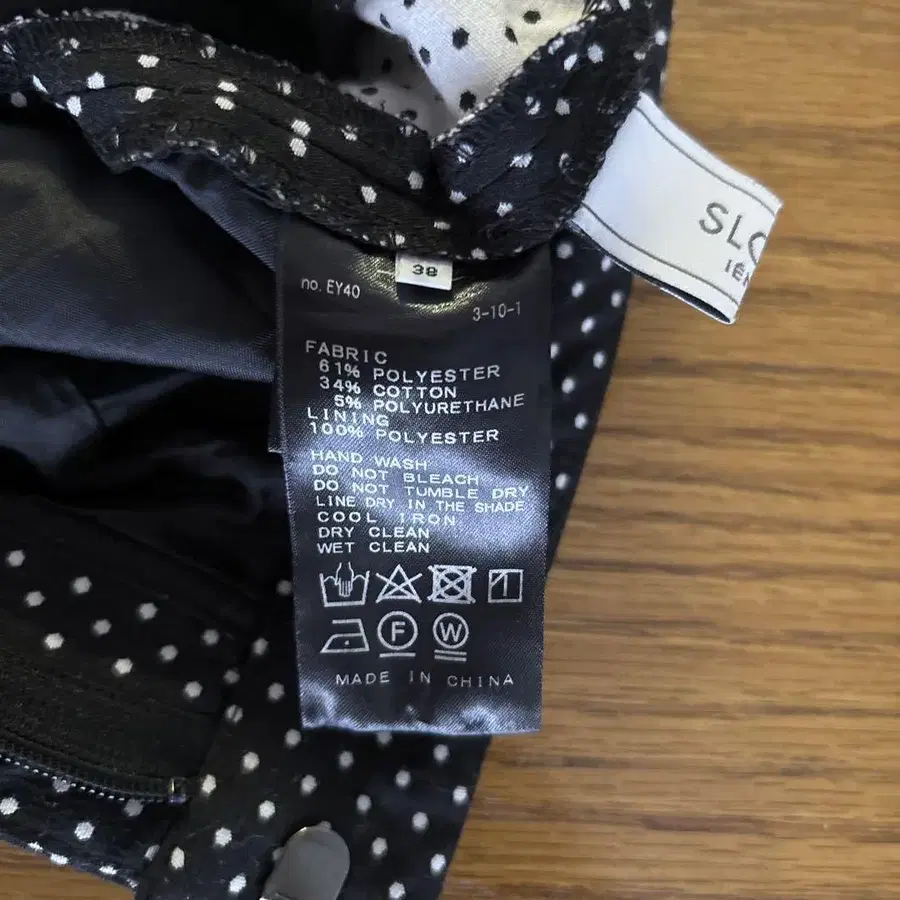 SLO
IÉN
38
no. EY40
3-10-1
FABRIC
61% POLYESTER
34% COTTON
5% POLYURETHANE
LINING
100% POLYESTER
HAND WASH
DO NOT BLEACH
DO NOT TUMBLE DRY
LINE DRY IN THE SHADE
COOL IRON
DRY CLEAN
WET CLEAN
F
W
MADE IN CHINA